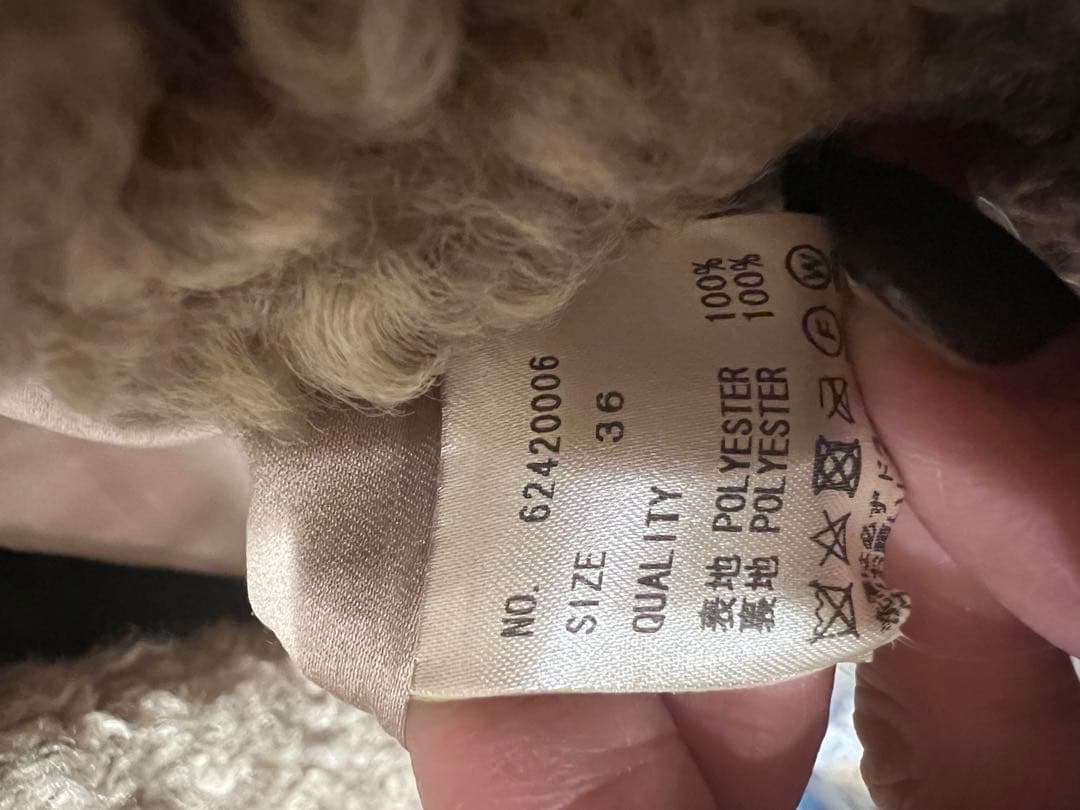 NO. 62420006
SIZE 36
QUALITY
表地 POLYESTER 100%
裏地 POLYESTER 100%
F W